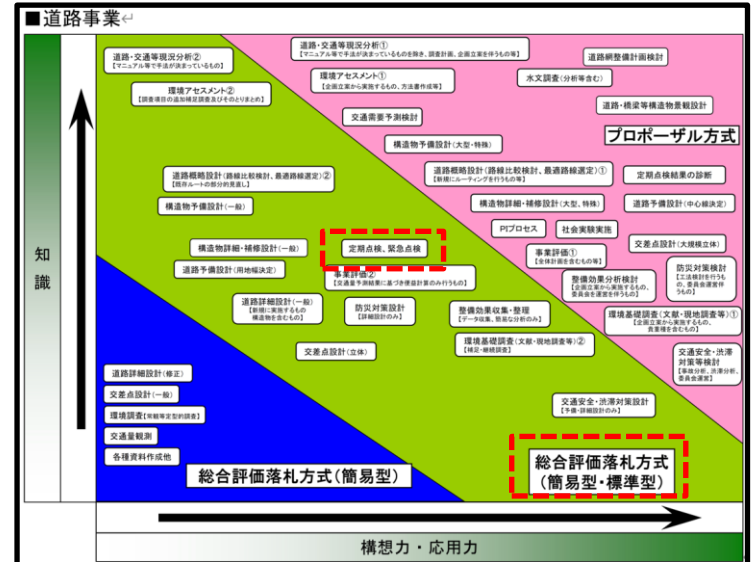 ■道路事業↵
道路・交通等現況分析②
【マニュアル等で手法が決まっているもの】
道路・交通等現況分析①
【マニュアル等で手法が決まっているものを除き、調査計画、企画立案を伴うもの等】
道路網整備計画検討
環境アセスメント②
【調査項目の追加補足調査及びそのとりまとめ】
環境アセスメント①
【企画立案から実施するもの、方法書作成等】
水文調査(分析等含む)
交通需要予測検討
道路・橋梁等構造物景観設計
構造物予備設計(大型・特殊)
プロポーザル方式
道路概略設計(路線比較検討、最適路線選定)②
【既存ルートの部分的見直し】
道路概略設計(路線比較検討、最適路線選定)①
【新規にルーティングを行うもの等】
定期点検結果の診断
構造物予備設計(一般)
構造物詳細・補修設計(大型、特殊)
道路予備設計(中心線決定)
PIプロセス
社会実験実施
構造物詳細・補修設計(一般)
定期点検、緊急点検
事業評価①
【全体計画を含むもの等】
交差点設計(大規模立体)
道路予備設計(用地幅決定)
事業評価②
【交通量予測結果に基づき便益計算のみ行うもの】
整備効果分析検討
【企画立案から実施するもの、
委員会を運営を伴うもの】
防災対策検討
【工法検討を行うも
の、委員会運営伴
うもの】
道路詳細設計(一般)
【新規に実施するもの
構造物を含むもの】
防災対策設計
【詳細設計のみ】
整備効果収集・整理
【データ収集、簡易な分析のみ】
環境基礎調査(文献・現地調査等)①
【企画立案から実施するもの、
貴重種を含むもの】
交差点設計(立体)
環境基礎調査(文献・現地調査等)②
【補足・継続調査】
交通安全・渋滞
対策等検討
【事故分析、渋滞分析、
委員会運営】
道路詳細設計(修正)
交差点設計(一般)
環境調査【常観等定型的調査】
交通量観測
各種資料作成他
交通安全・渋滞対策設計
【予備・詳細設計のみ】
総合評価落札方式(簡易型)
総合評価落札方式
(簡易型・標準型)
知
識
構想力・応用力